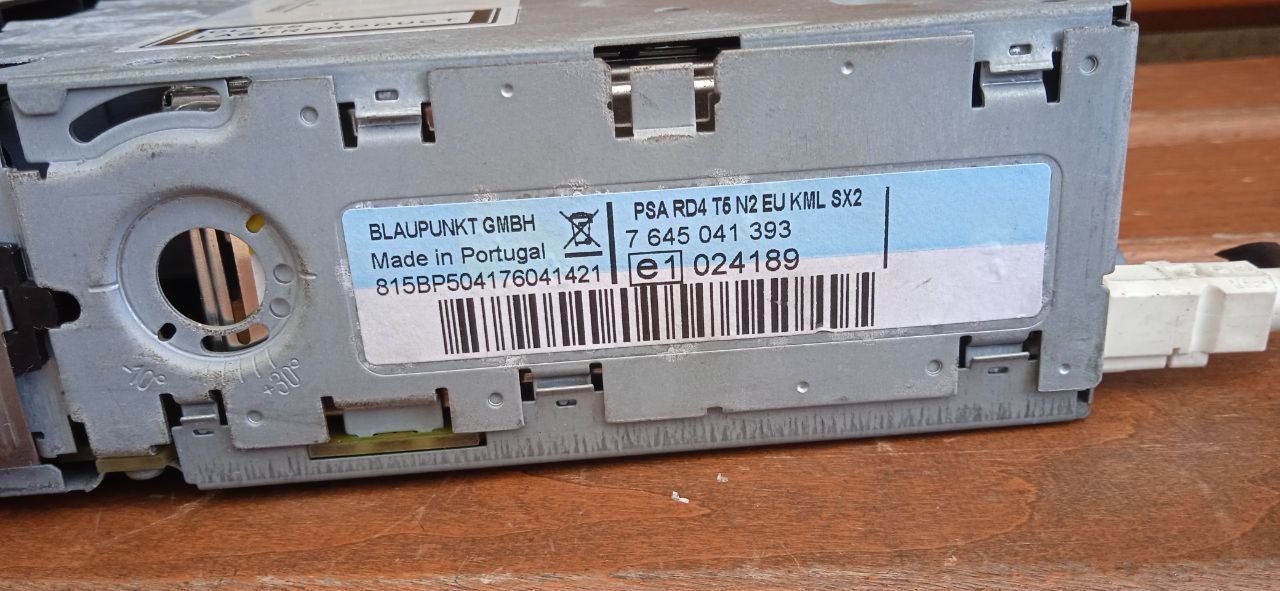 BLAUPUNKT GMBH
Made in Portugal
815BP504176041421
PSA RD4 T5 N2 EU KML SX2
7 645 041 393
e1 024189
-10°
+30°